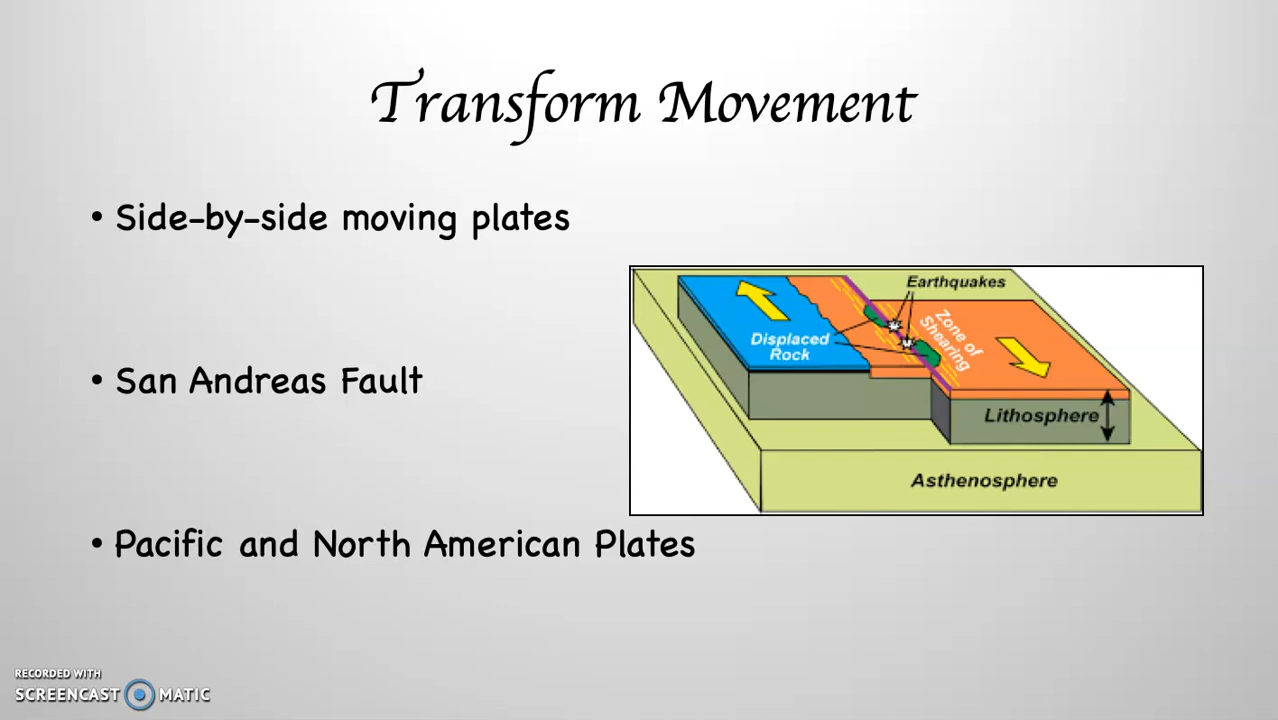 Transform Movement
• Side-by-side moving plates
Earthquakes
Displaced
Rock
Zone of
Shearing
• San Andreas Fault
Lithosphere
Asthenosphere
• Pacific and North American Plates
RECORDED WITH
SCREENCAST MATIC